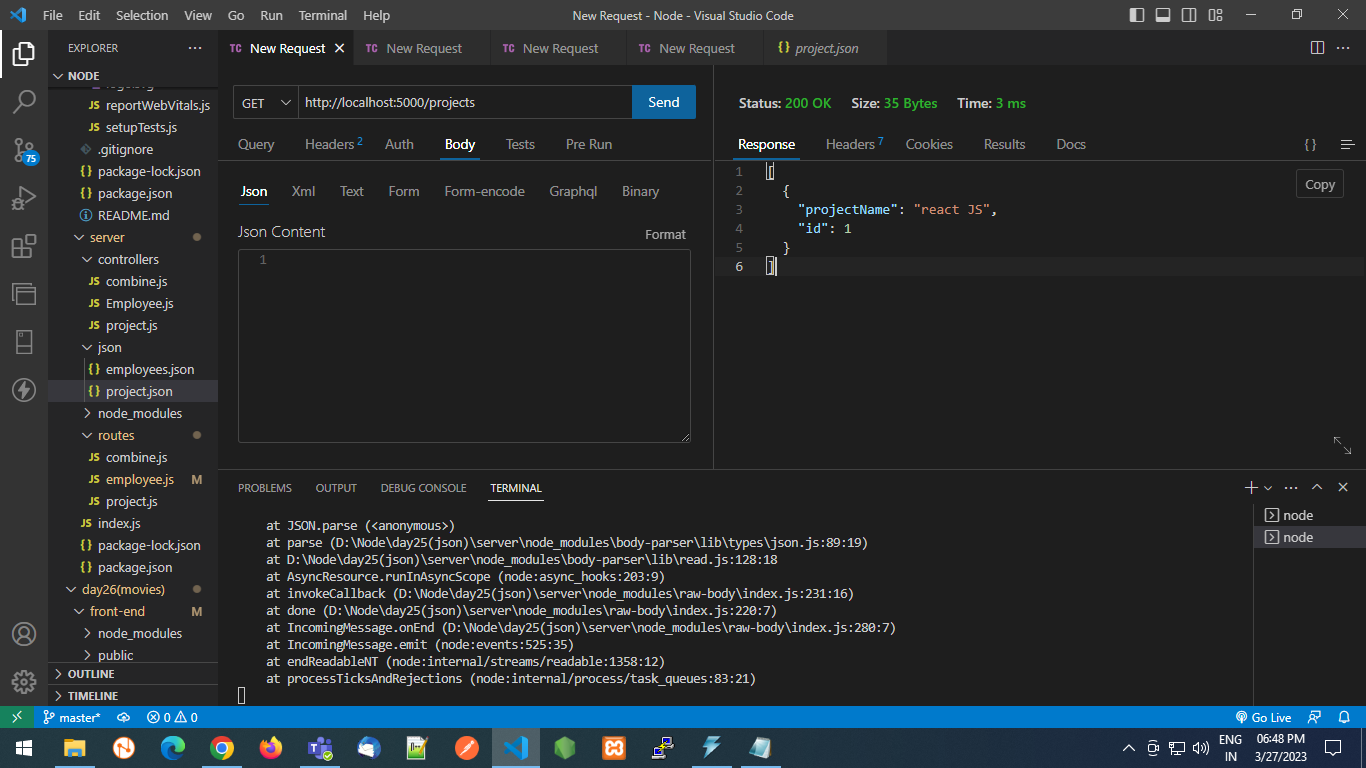 File Edit Selection View Go Run Terminal Help
New Request - Node - Visual Studio Code
EXPLORER
NODE
reportWebVitals.js
setupTests.js
.gitignore
package-lock.json
package.json
README.md
server
controllers
combine.js
Employee.js
project.js
json
employees.json
project.json
node_modules
routes
combine.js
employee.js M
project.js
index.js
package-lock.json
package.json
day26(movies)
front-end M
node_modules
public
OUTLINE
TIMELINE
75
TC New Request
TC New Request
TC New Request
TC New Request
{} project.json
GET http://localhost:5000/projects Send
Query Headers 2 Auth Body Tests Pre Run
Json Xml Text Form Form-encode Graphql Binary
Json Content Format
1
Status: 200 OK Size: 35 Bytes Time: 3 ms
Response Headers 7 Cookies Results Docs { }
Copy
1 [
2 {
3 "projectName": "react JS",
4 "id": 1
5 }
6 ]
PROBLEMS OUTPUT DEBUG CONSOLE TERMINAL
at JSON.parse (<anonymous>)
at parse (D:\Node\day25(json)\server\node_modules\body-parser\lib\types\json.js:89:19)
at D:\Node\day25(json)\server\node_modules\body-parser\lib\read.js:128:18
at AsyncResource.runInAsyncScope (node:async_hooks:203:9)
at invokeCallback (D:\Node\day25(json)\server\node_modules\raw-body\index.js:231:16)
at done (D:\Node\day25(json)\server\node_modules\raw-body\index.js:220:7)
at IncomingMessage.onEnd (D:\Node\day25(json)\server\node_modules\raw-body\index.js:280:7)
at IncomingMessage.emit (node:events:525:35)
at endReadableNT (node:internal/streams/readable:1358:12)
at processTicksAndRejections (node:internal/process/task_queues:83:21)
node
node
master* 0 0 Go Live
ENG
IN
06:48 PM
3/27/2023